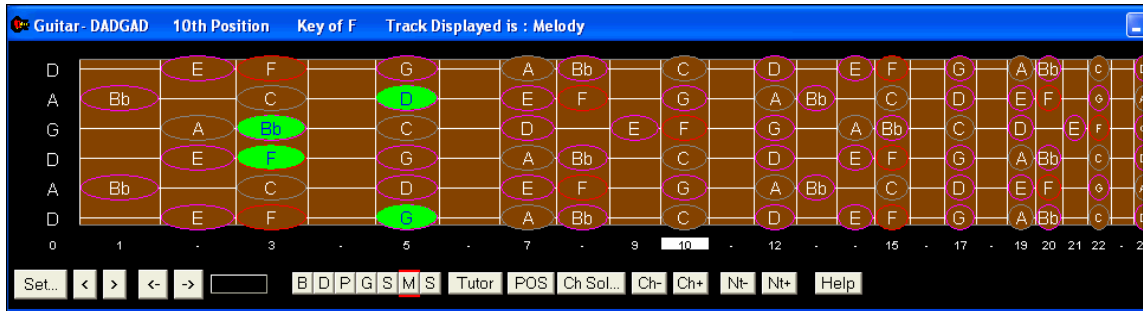 Guitar- DADGAD 10th Position Key of F Track Displayed is : Melody
D E F G A Bb C D E F G A Bb C
A Bb C D E F G A Bb C D E F G
G A Bb C D E F G A Bb C D E F
D E F G A Bb C D E F G A Bb C
A Bb C D E F G A Bb C D E F G
D E F G A Bb C D E F G A Bb C
0 1 - 3 - 5 - 7 - 9 10 - 12 - - 15 - 17 - 19 20 21 22 - 2
Set... < > <- -> B D P G S M S Tutor POS Ch Sol... Ch- Ch+ Nt- Nt+ Help